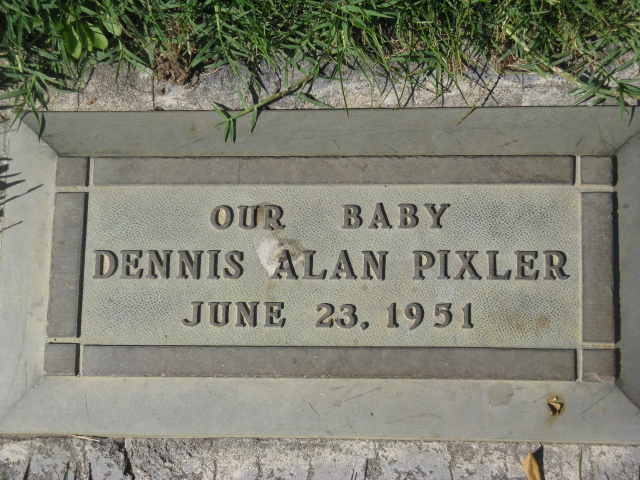 OUR BABY
DENNIS ALAN PIXLER
JUNE 23, 1951